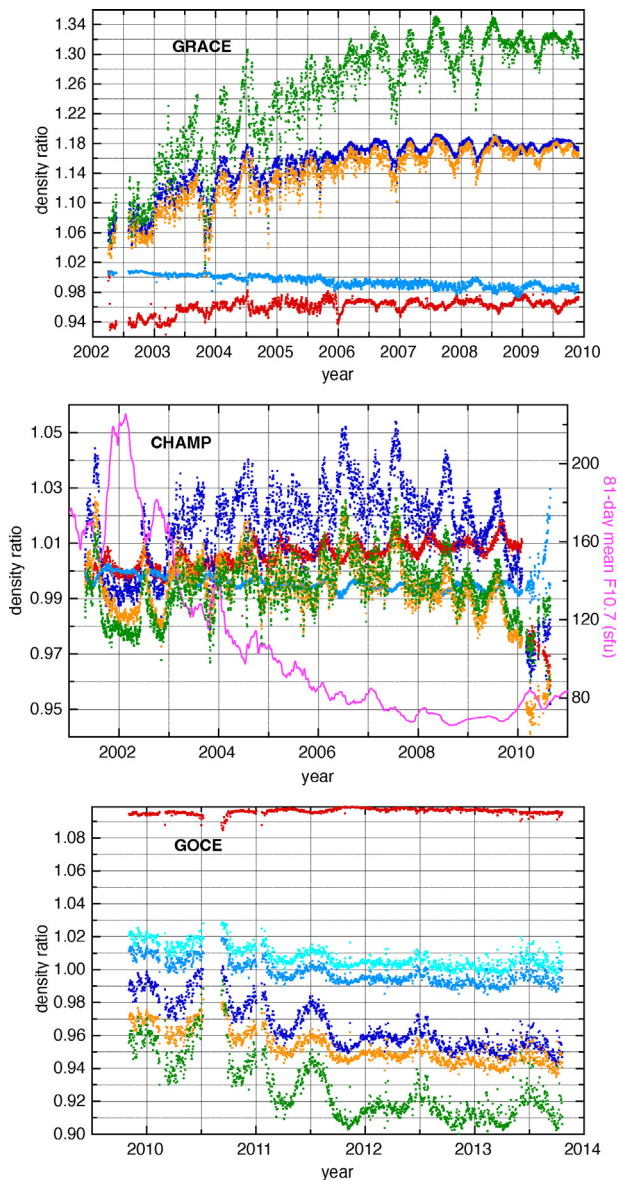 GRACE
density ratio
1.34
1.30
1.26
1.22
1.18
1.14
1.10
1.06
1.02
0.98
0.94
2002 2003 2004 2005 2006 2007 2008 2009 2010
year
CHAMP
density ratio
1.05
1.03
1.01
0.99
0.97
0.95
81-day mean F10.7 (sfu)
200
160
120
80
2002 2004 2006 2008 2010
year
GOCE
density ratio
1.08
1.06
1.04
1.02
1.00
0.98
0.96
0.94
0.92
0.90
2010 2011 2012 2013 2014
year